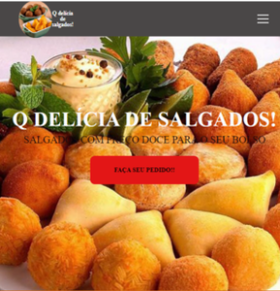 Q delícia
de
salgados!
Q DELÍCIA DE SALGADOS!
SALGADOS COM PREÇO DOCE PARA O SEU BOLSO
FAÇA SEU PEDIDO!!